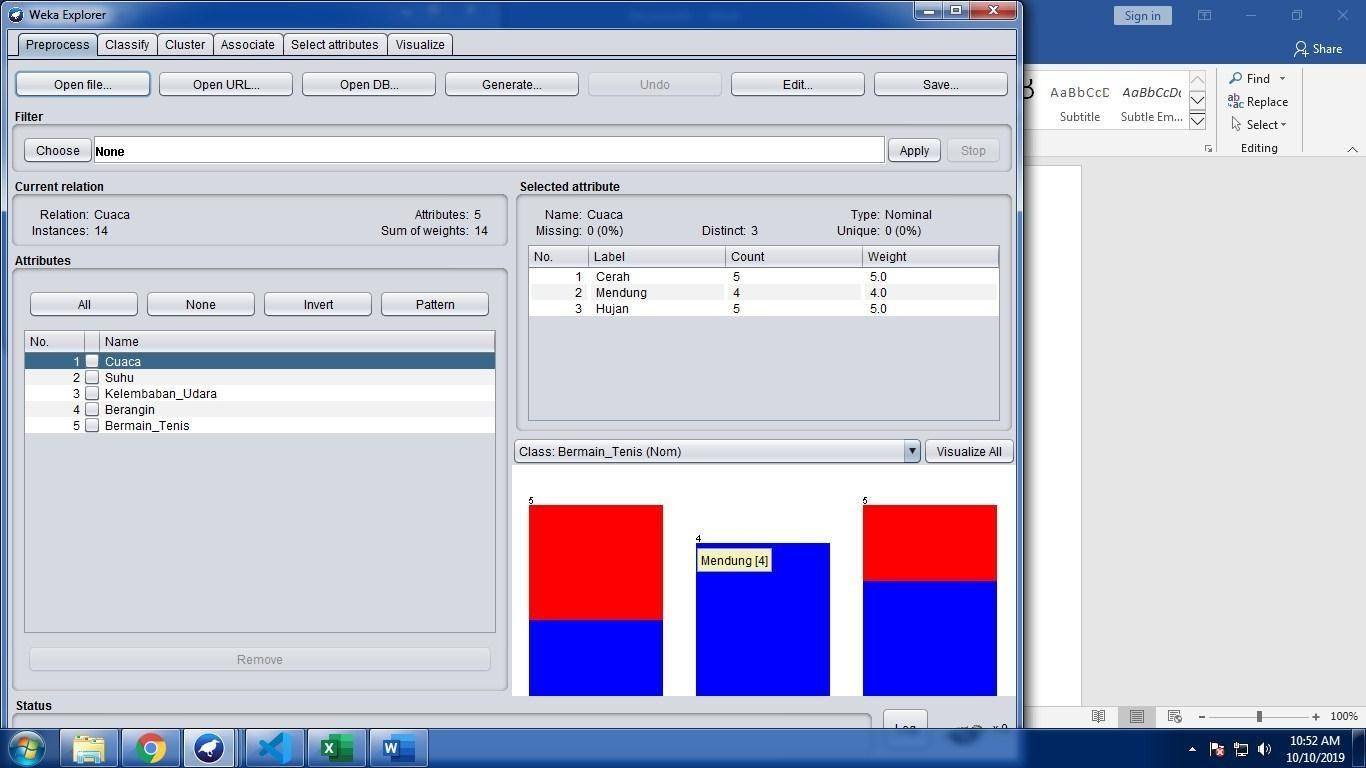 Weka Explorer
Sign in
Share
Preprocess Classify Cluster Associate Select attributes Visualize
Open file... Open URL... Open DB... Generate... Undo Edit... Save...
Filter
Choose None Apply Stop
Current relation
Relation: Cuaca Attributes: 5
Instances: 14 Sum of weights: 14
Attributes
All None Invert Pattern
No. Name
1 Cuaca
2 Suhu
3 Kelembaban_Udara
4 Berangin
5 Bermain_Tenis
Remove
Status
Selected attribute
Name: Cuaca Type: Nominal
Missing: 0 (0%) Distinct: 3 Unique: 0 (0%)
No. Label Count Weight
1 Cerah 5 5.0
2 Mendung 4 4.0
3 Hujan 5 5.0
Class: Bermain_Tenis (Nom) Visualize All
5 5
4
Mendung [4]
Log x 0
AaBbCcD AaBbCcDc
Subtitle Subtle Em...
Find
Replace
Select
Editing
100%
10:52 AM
10/10/2019